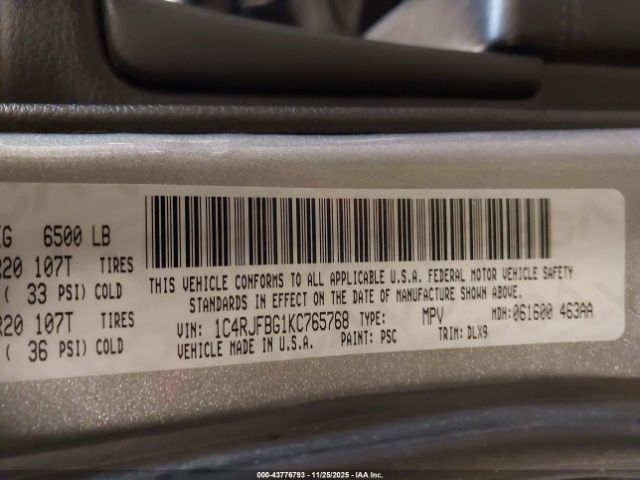 IG 6500 LB
R20 107T TIRES
( 33 PSI) COLD
R20 107T TIRES
( 36 PSI) COLD
THIS VEHICLE CONFORMS TO ALL APPLICABLE U.S.A. FEDERAL MOTOR VEHICLE SAFETY
STANDARDS IN EFFECT ON THE DATE OF MANUFACTURE SHOWN ABOVE.
VIN: 1C4RJFBG1KC765768 TYPE: MPV MDH: 061600 463AA
VEHICLE MADE IN U.S.A. PAINT: PSC TRIM: DLX9
000-43776793 - 11/25/2025 - IAA Inc.